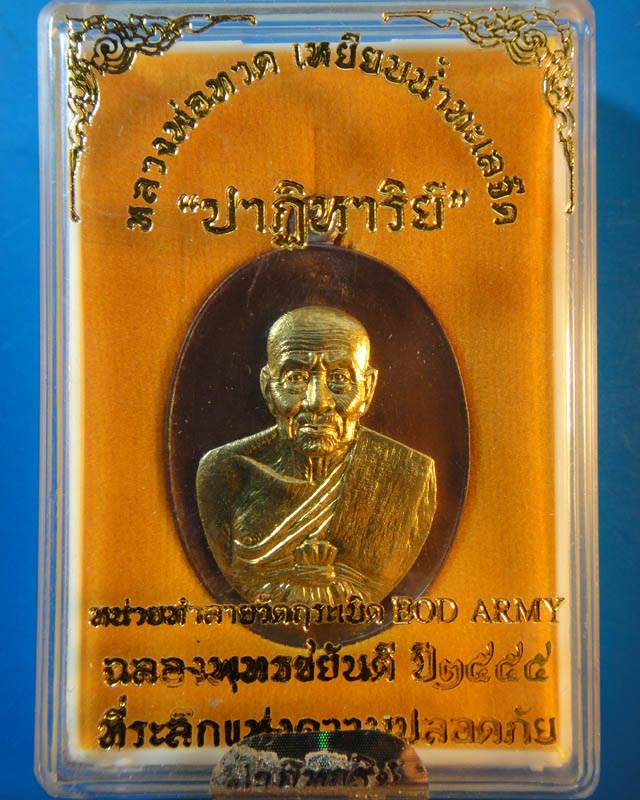 หลวงพ่อทวด เหยียบน้ำทะเลจืด
“ปาฏิหาริย์”
หน่วยทำลายวัตถุระเบิด EOD ARMY
ฉลองพุทธชยันตี ปี๒๕๕๕
ที่ระลึกแห่งความปลอดภัย